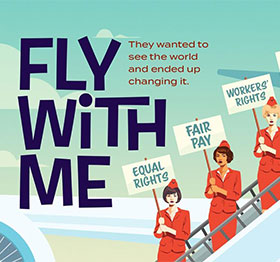 FLY
WiTH
ME
They wanted to
see the world
and ended up
changing it.
EQUAL
RIGHTS
FAIR
PAY
WORKERS'
RIGHTS